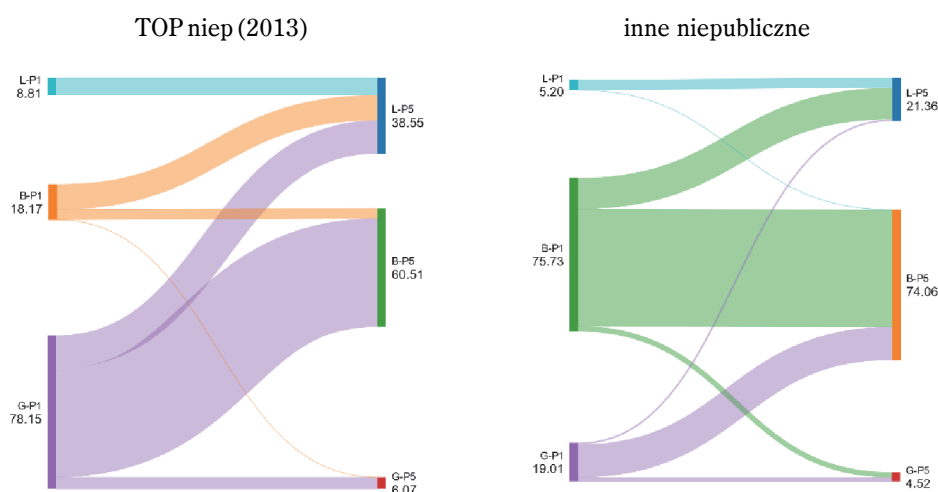 TOP niep (2013)
L-P1
8.81
L-P5
38.55
B-P1
18.17
B-P5
60.51
G-P1
78.15
G-P5
6.07
inne niepubliczne
L-P1
5.20
L-P5
21.36
B-P1
75.73
B-P5
74.06
G-P1
19.01
G-P5
4.52